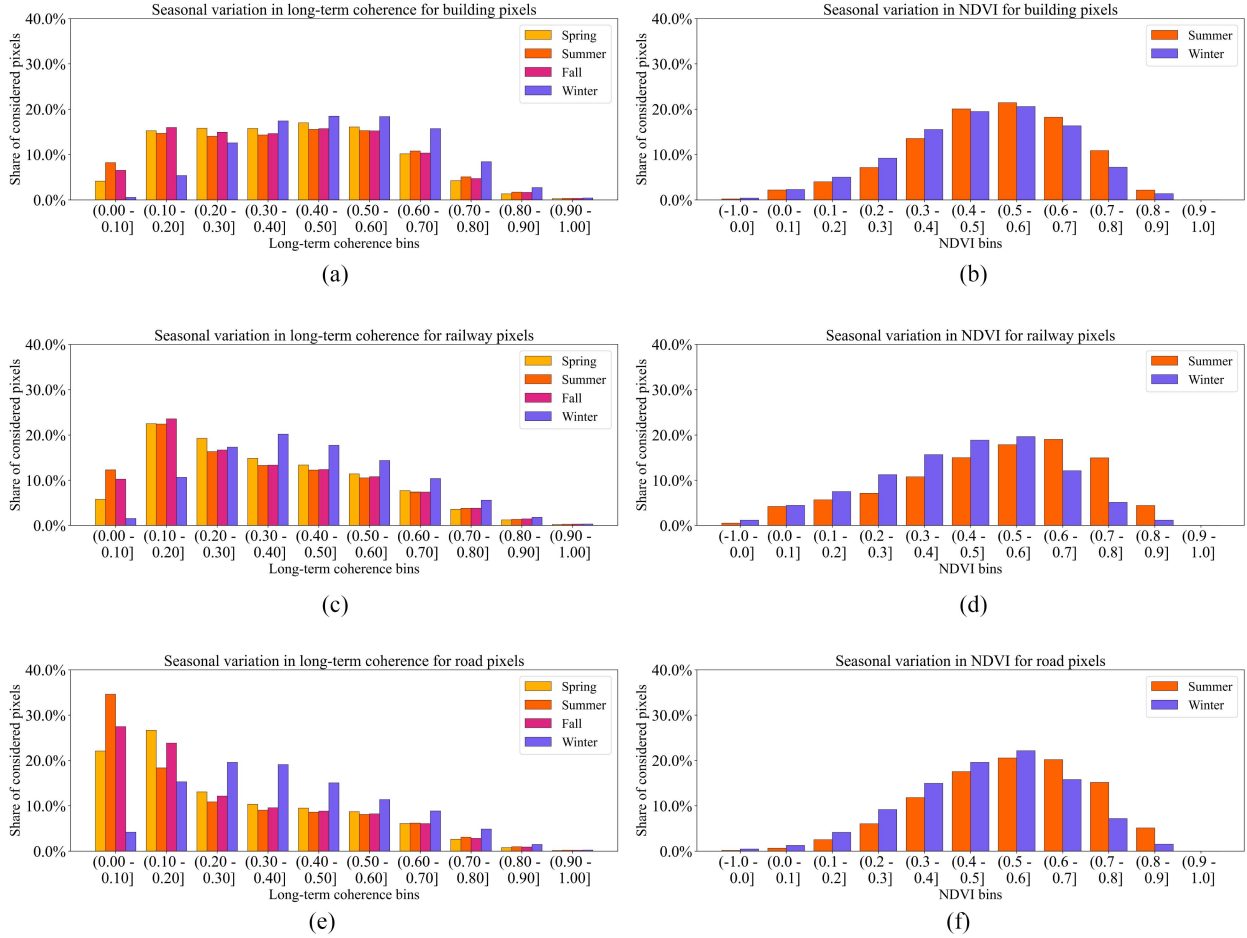 Seasonal variation in long-term coherence for building pixels
40.0%
30.0%
20.0%
10.0%
0.0%
Share of considered pixels
Spring
Summer
Fall
Winter
(0.00 - (0.10 - (0.20 - (0.30 - (0.40 - (0.50 - (0.60 - (0.70 - (0.80 - (0.90 -
0.10] 0.20] 0.30] 0.40] 0.50] 0.60] 0.70] 0.80] 0.90] 1.00]
Long-term coherence bins
(a)
Seasonal variation in NDVI for building pixels
40.0%
30.0%
20.0%
10.0%
0.0%
Share of considered pixels
Summer
Winter
(-1.0 - (0.0 - (0.1 - (0.2 - (0.3 - (0.4 - (0.5 - (0.6 - (0.7 - (0.8 - (0.9 -
0.0] 0.1] 0.2] 0.3] 0.4] 0.5] 0.6] 0.7] 0.8] 0.9] 1.0]
NDVI bins
(b)
Seasonal variation in long-term coherence for railway pixels
40.0%
30.0%
20.0%
10.0%
0.0%
Share of considered pixels
Spring
Summer
Fall
Winter
(0.00 - (0.10 - (0.20 - (0.30 - (0.40 - (0.50 - (0.60 - (0.70 - (0.80 - (0.90 -
0.10] 0.20] 0.30] 0.40] 0.50] 0.60] 0.70] 0.80] 0.90] 1.00]
Long-term coherence bins
(c)
Seasonal variation in NDVI for railway pixels
40.0%
30.0%
20.0%
10.0%
0.0%
Share of considered pixels
Summer
Winter
(-1.0 - (0.0 - (0.1 - (0.2 - (0.3 - (0.4 - (0.5 - (0.6 - (0.7 - (0.8 - (0.9 -
0.0] 0.1] 0.2] 0.3] 0.4] 0.5] 0.6] 0.7] 0.8] 0.9] 1.0]
NDVI bins
(d)
Seasonal variation in long-term coherence for road pixels
40.0%
30.0%
20.0%
10.0%
0.0%
Share of considered pixels
Spring
Summer
Fall
Winter
(0.00 - (0.10 - (0.20 - (0.30 - (0.40 - (0.50 - (0.60 - (0.70 - (0.80 - (0.90 -
0.10] 0.20] 0.30] 0.40] 0.50] 0.60] 0.70] 0.80] 0.90] 1.00]
Long-term coherence bins
(e)
Seasonal variation in NDVI for road pixels
40.0%
30.0%
20.0%
10.0%
0.0%
Share of considered pixels
Summer
Winter
(-1.0 - (0.0 - (0.1 - (0.2 - (0.3 - (0.4 - (0.5 - (0.6 - (0.7 - (0.8 - (0.9 -
0.0] 0.1] 0.2] 0.3] 0.4] 0.5] 0.6] 0.7] 0.8] 0.9] 1.0]
NDVI bins
(f)